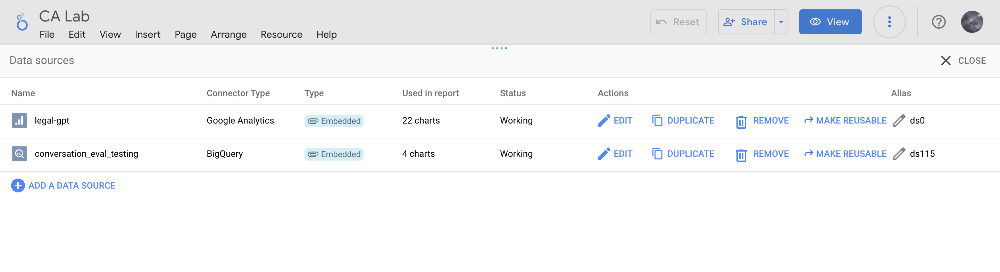 CA Lab
File Edit View Insert Page Arrange Resource Help
Reset Share View
Data sources
CLOSE
Name Connector Type Type Used in report Status Actions Alias
legal-gpt Google Analytics Embedded 22 charts Working EDIT DUPLICATE REMOVE MAKE REUSABLE ds0
conversation_eval_testing BigQuery Embedded 4 charts Working EDIT DUPLICATE REMOVE MAKE REUSABLE ds115
ADD A DATA SOURCE